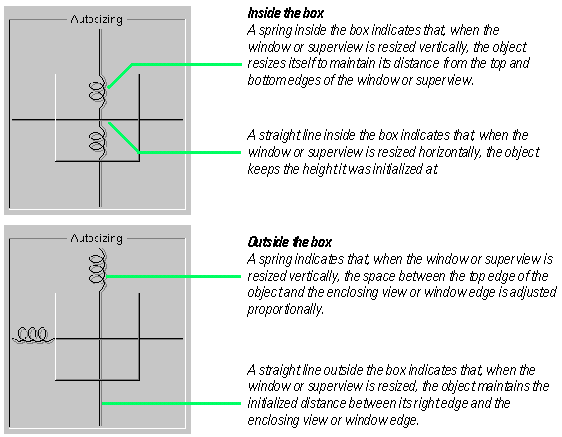 Autosizing
Inside the box
A spring inside the box indicates that, when the
window or superview is resized vertically, the object
resizes itself to maintain its distance from the top and
bottom edges of the window or superview.
A straight line inside the box indicates that, when the
window or superview is resized horizontally, the object
keeps the height it was initialized at.
Autosizing
Outside the box
A spring indicates that, when the window or superview is
resized vertically, the space between the top edge of the
object and the enclosing view or window edge is adjusted
proportionally.
A straight line outside the box indicates that, when the
window or superview is resized, the object maintains the
initialized distance between its right edge and the
enclosing view or window edge.